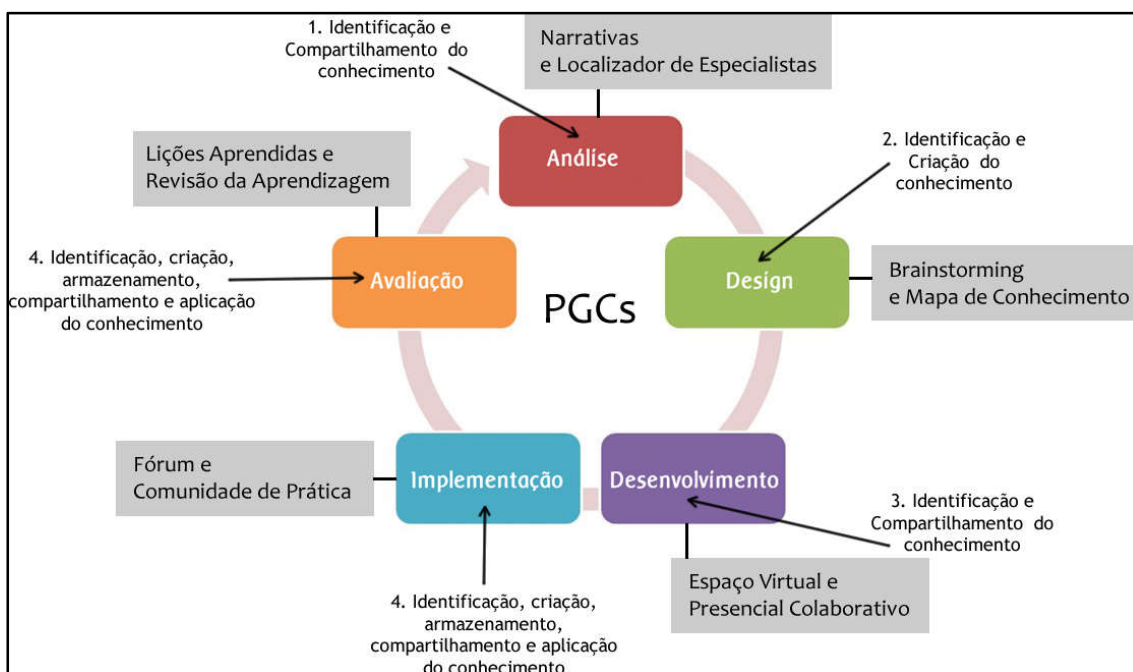 1. Identificação e
Compartilhamento do
conhecimento
Narrativas
e Localizador de Especialistas
Análise
Lições Aprendidas e
Revisão da Aprendizagem
2. Identificação e
Criação do
conhecimento
4. Identificação, criação,
armazenamento,
compartilhamento e aplicação
do conhecimento
Avaliação
PGCs
Design
Brainstorming
e Mapa de Conhecimento
Fórum e
Comunidade de Prática
Implementação
Desenvolvimento
3. Identificação e
Compartilhamento do
conhecimento
Espaço Virtual e
Presencial Colaborativo
4. Identificação, criação,
armazenamento,
compartilhamento e aplicação
do conhecimento